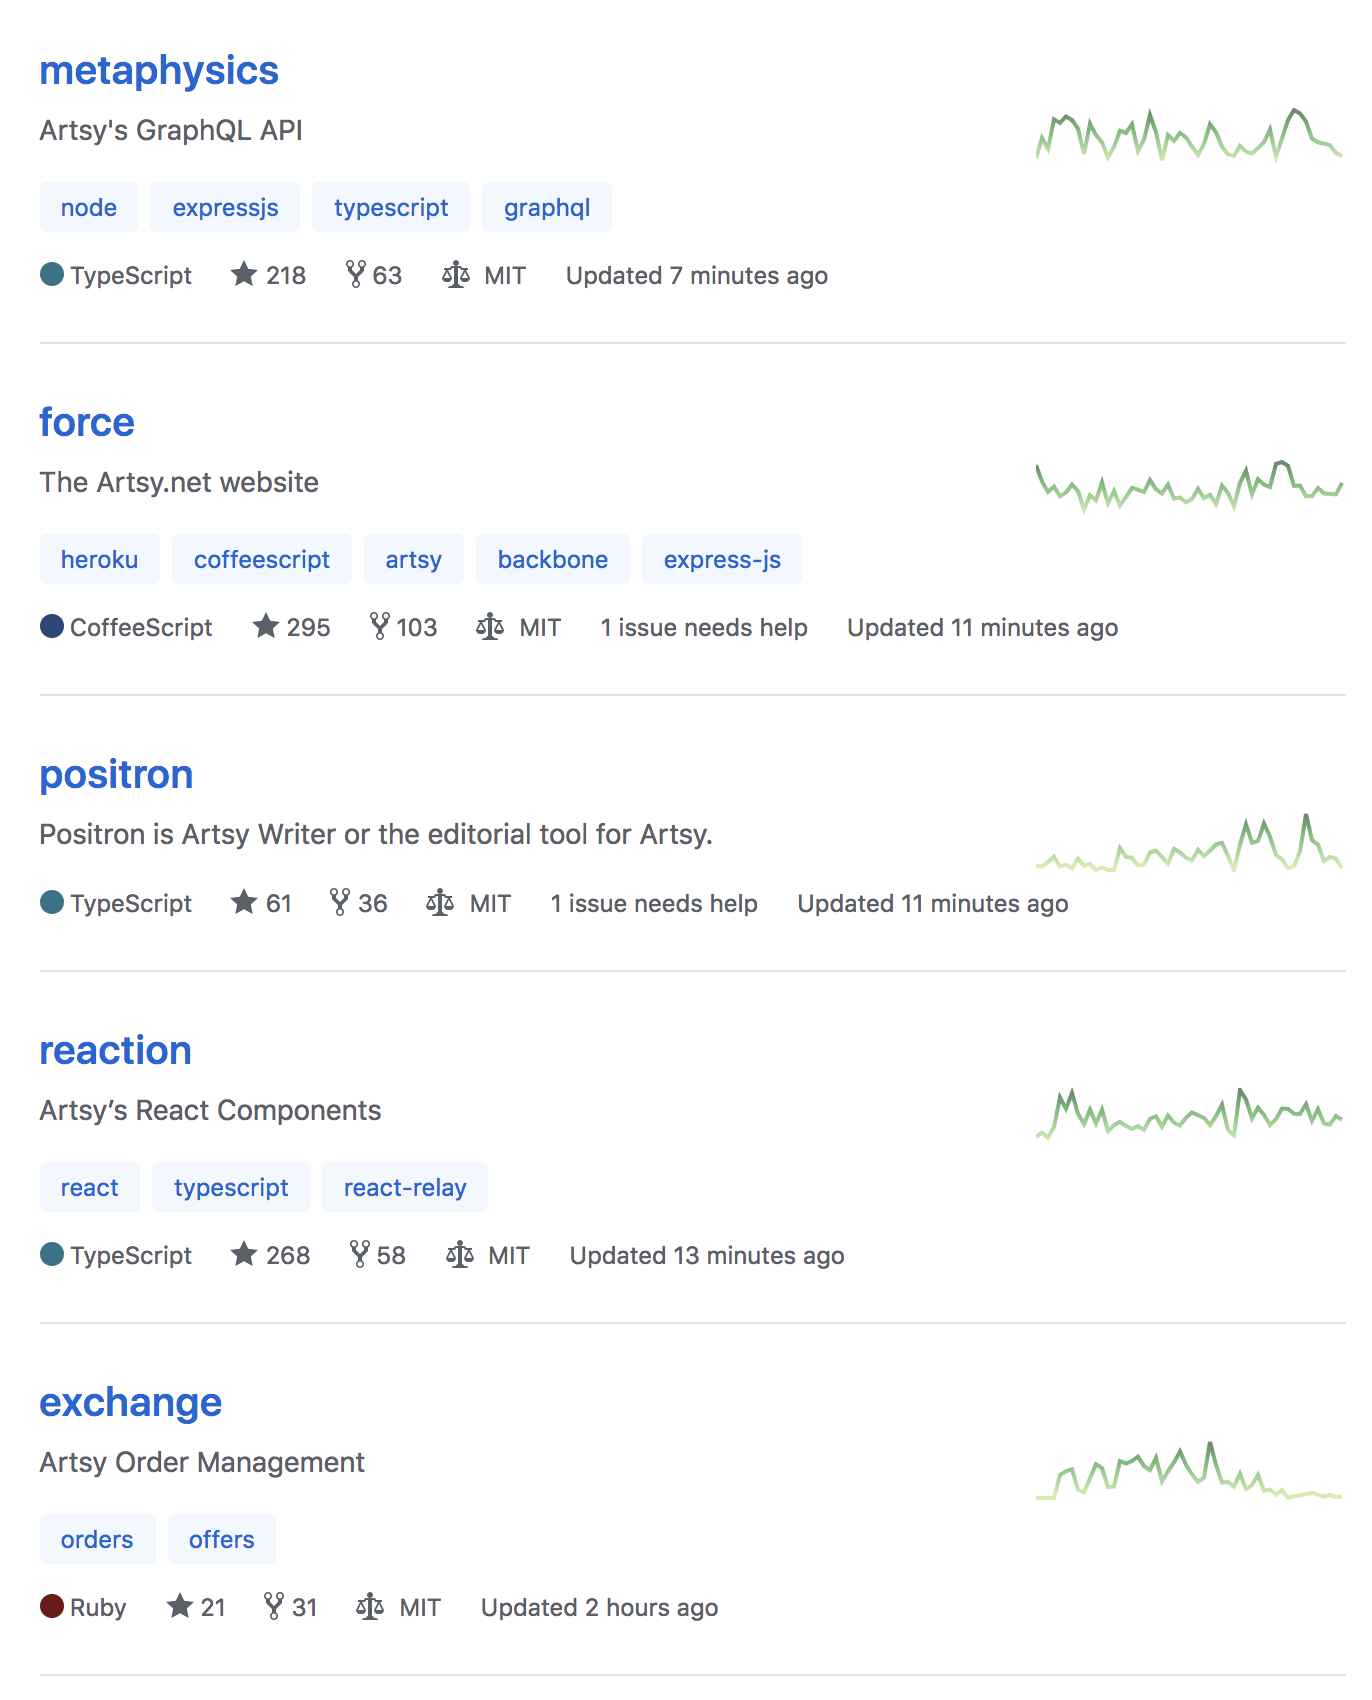 metaphysics
Artsy's GraphQL API
node expressjs typescript graphql
TypeScript 218 63 MIT Updated 7 minutes ago
force
The Artsy.net website
heroku coffeescript artsy backbone express-js
CoffeeScript 295 103 MIT 1 issue needs help Updated 11 minutes ago
positron
Positron is Artsy Writer or the editorial tool for Artsy.
TypeScript 61 36 MIT 1 issue needs help Updated 11 minutes ago
reaction
Artsy’s React Components
react typescript react-relay
TypeScript 268 58 MIT Updated 13 minutes ago
exchange
Artsy Order Management
orders offers
Ruby 21 31 MIT Updated 2 hours ago